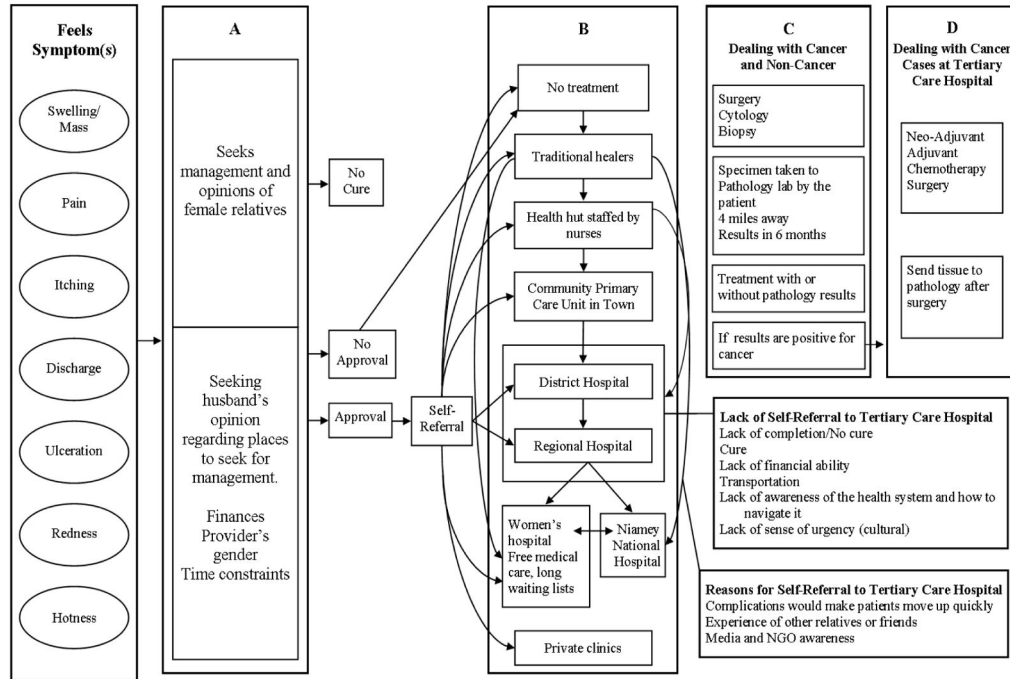 Feels
Symptom(s)
Swelling/
Mass
Pain
Itching
Discharge
Ulceration
Redness
Hotness
A
Seeks
management and
opinions of
female relatives
Seeking
husband's
opinion
regarding places
to seek for
management.
Finances
Provider's
gender
Time constraints
No
Cure
No
Approval
Approval
Self-
Referral
B
No treatment
Traditional healers
Health hut staffed by
nurses
Community Primary
Care Unit in Town
District Hospital
Regional Hospital
Women's
hospital
Free medical
care, long
waiting lists
Niamey
National
Hospital
Private clinics
C
Dealing with Cancer
and Non-Cancer
Surgery
Cytology
Biopsy
Specimen taken to
Pathology lab by the
patient
4 miles away
Results in 6 months
Treatment with or
without pathology results
If results are positive for
cancer
D
Dealing with Cancer
Cases at Tertiary
Care Hospital
Neo-Adjuvant
Adjuvant
Chemotherapy
Surgery
Send tissue to
pathology after
surgery
Lack of Self-Referral to Tertiary Care Hospital
Lack of completion/No cure
Cure
Lack of financial ability
Transportation
Lack of awareness of the health system and how to
navigate it
Lack of sense of urgency (cultural)
Reasons for Self-Referral to Tertiary Care Hospital
Complications would make patients move up quickly
Experience of other relatives or friends
Media and NGO awareness